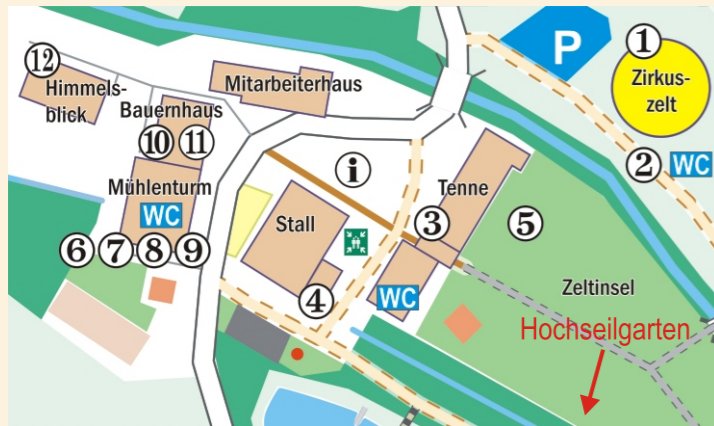 P
1
Zirkus-
zelt
12
Himmels-
blick
Mitarbeiterhaus
Bauernhaus
10 11
Mühlenturm
WC
6 7 8 9
i
Stall
4
Tenne
3
WC
5
2 WC
Zeltinsel
Hochseilgarten